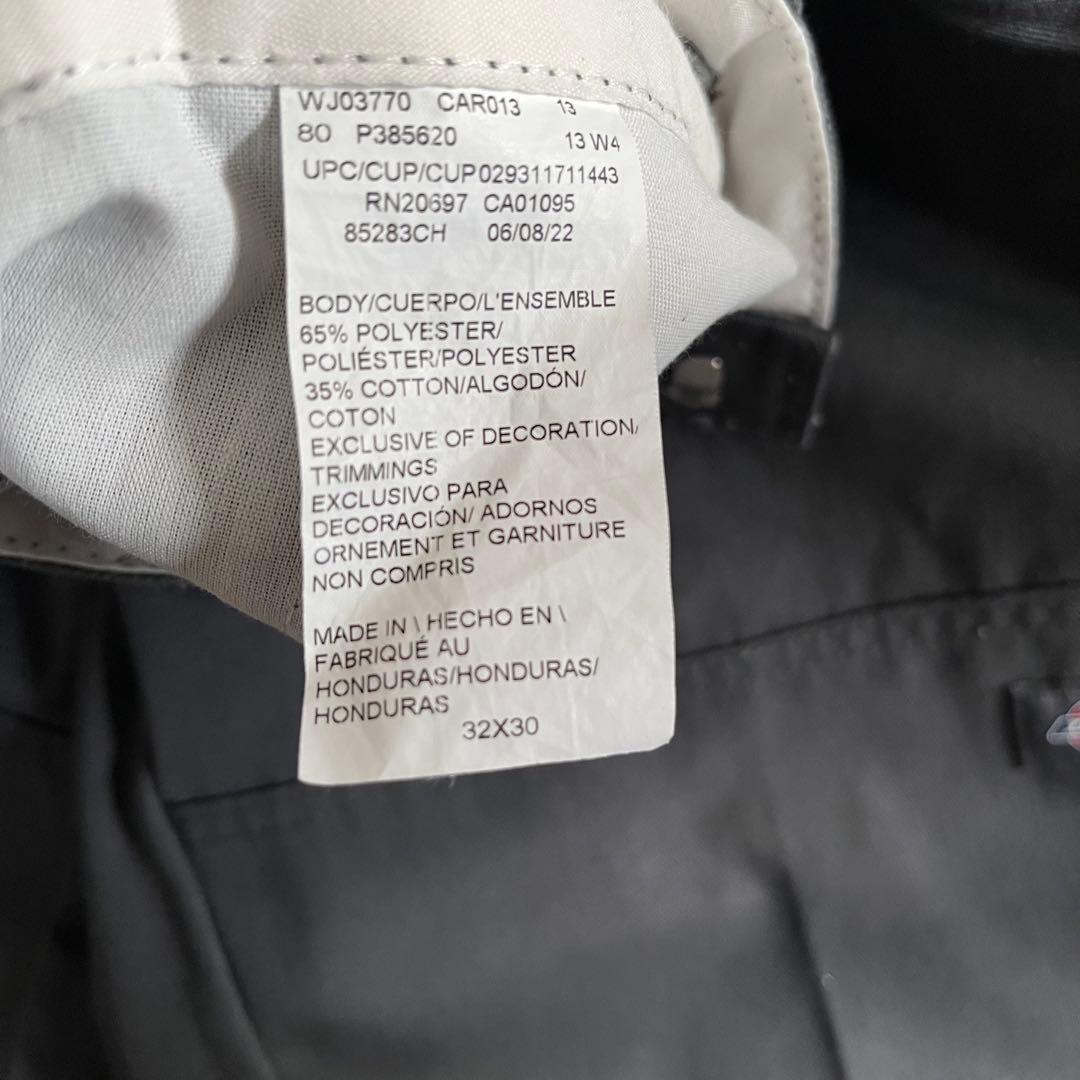 WJ03770 CAR013 13
80 P385620 13 W4
UPC/CUP/CUP029311711443
RN20697 CA01095
85283CH 06/08/22
BODY/CUERPO/L'ENSEMBLE
65% POLYESTER/
POLIÉSTER/POLYESTER
35% COTTON/ALGODÓN/
COTON
EXCLUSIVE OF DECORATION,
TRIMMINGS
EXCLUSIVO PARA
DECORACIÓN/ ADORNOS
ORNEMENT ET GARNITURE
NON COMPRIS
MADE IN \ HECHO EN \
FABRIQUÉ AU
HONDURAS/HONDURAS/
HONDURAS
32X30